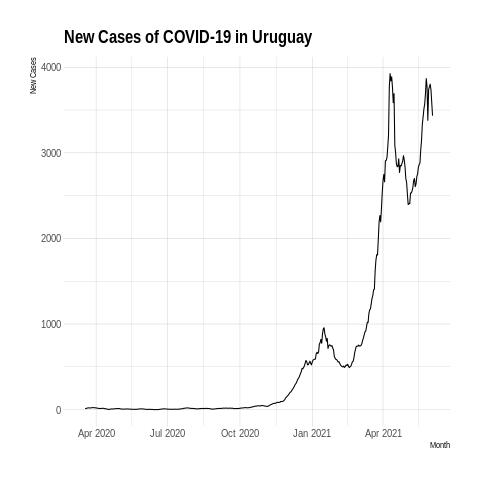 New Cases of COVID-19 in Uruguay
New Cases
4000
3000
2000
1000
0
Apr 2020 Jul 2020 Oct 2020 Jan 2021 Apr 2021
Month